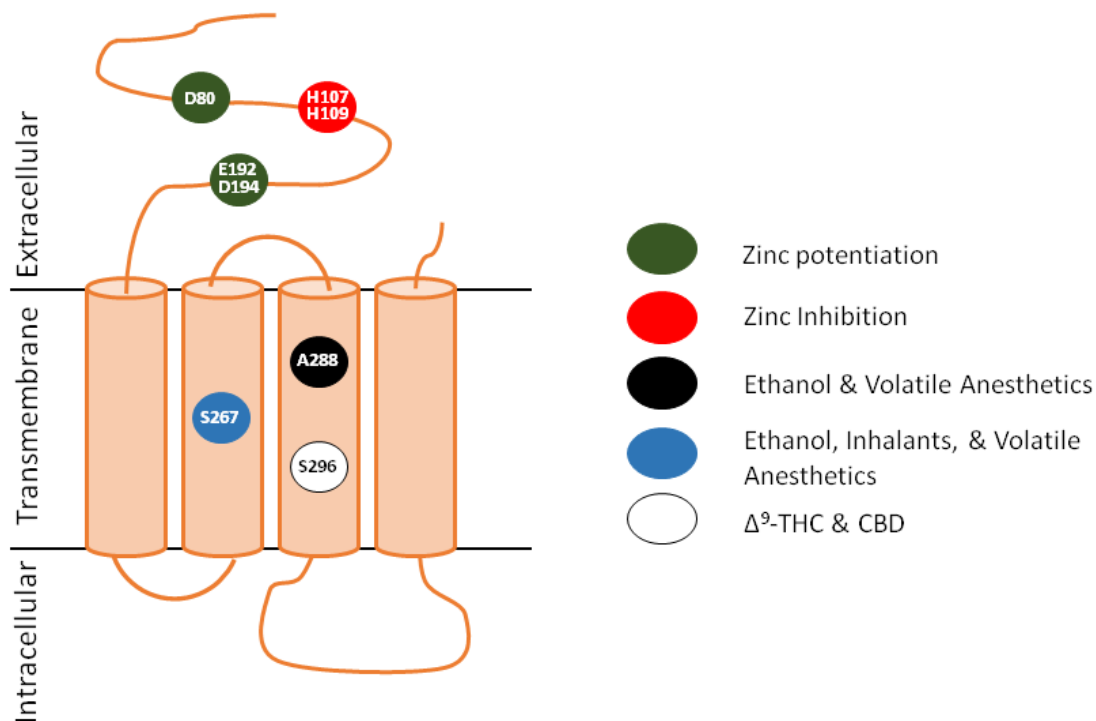 Extracellular
Transmembrane
Intracellular
D80
H107
H109
E192
D194
A288
S267
S296
Zinc potentiation
Zinc Inhibition
Ethanol & Volatile Anesthetics
Ethanol, Inhalants, & Volatile
Anesthetics
Δ⁹-THC & CBD